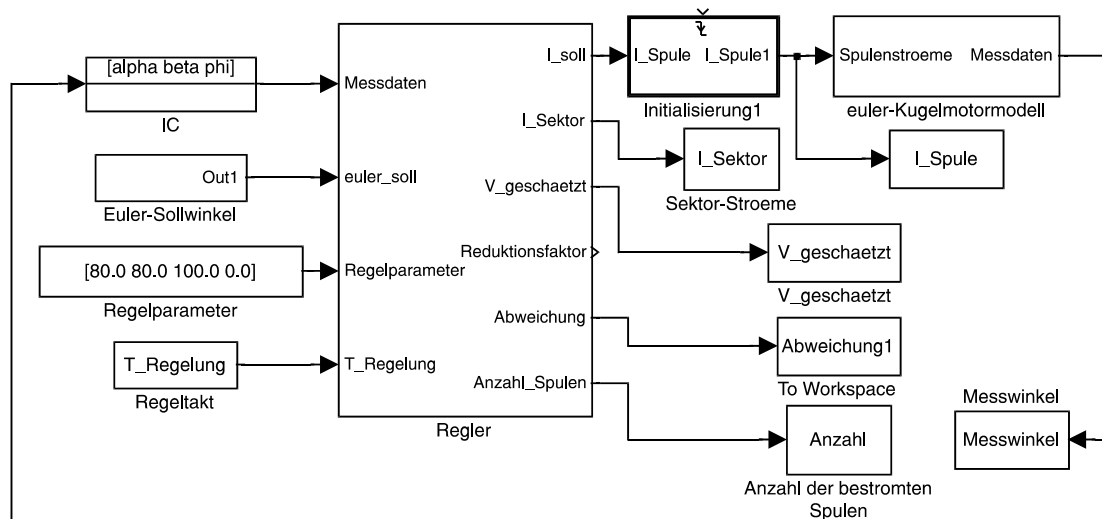 [alpha beta phi]
IC
Out1
Euler-Sollwinkel
[80.0 80.0 100.0 0.0]
Regelparameter
T_Regelung
Regeltakt
Messdaten
euler_soll
Regelparameter
T_Regelung
I_soll
I_Sektor
V_geschaetzt
Reduktionsfaktor
Abweichung
Anzahl_Spulen
Regler
I_Spule I_Spule1
Initialisierung1
Spulenstroeme Messdaten
euler-Kugelmotormodell
I_Sektor
Sektor-Stroeme
I_Spule
V_geschaetzt
V_geschaetzt
Abweichung1
To Workspace
Anzahl
Anzahl der bestromten
Spulen
Messwinkel
Messwinkel